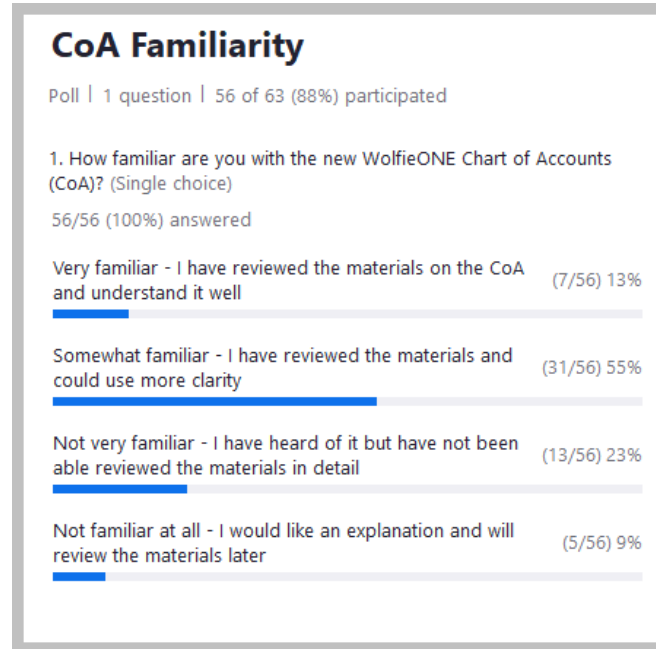 CoA Familiarity
Poll | 1 question | 56 of 63 (88%) participated
1. How familiar are you with the new WolfieONE Chart of Accounts
(CoA)? (Single choice)
56/56 (100%) answered
Very familiar - I have reviewed the materials on the CoA
and understand it well
(7/56) 13%
Somewhat familiar - I have reviewed the materials and
could use more clarity
(31/56) 55%
Not very familiar - I have heard of it but have not been
able reviewed the materials in detail
(13/56) 23%
Not familiar at all - I would like an explanation and will
review the materials later
(5/56) 9%